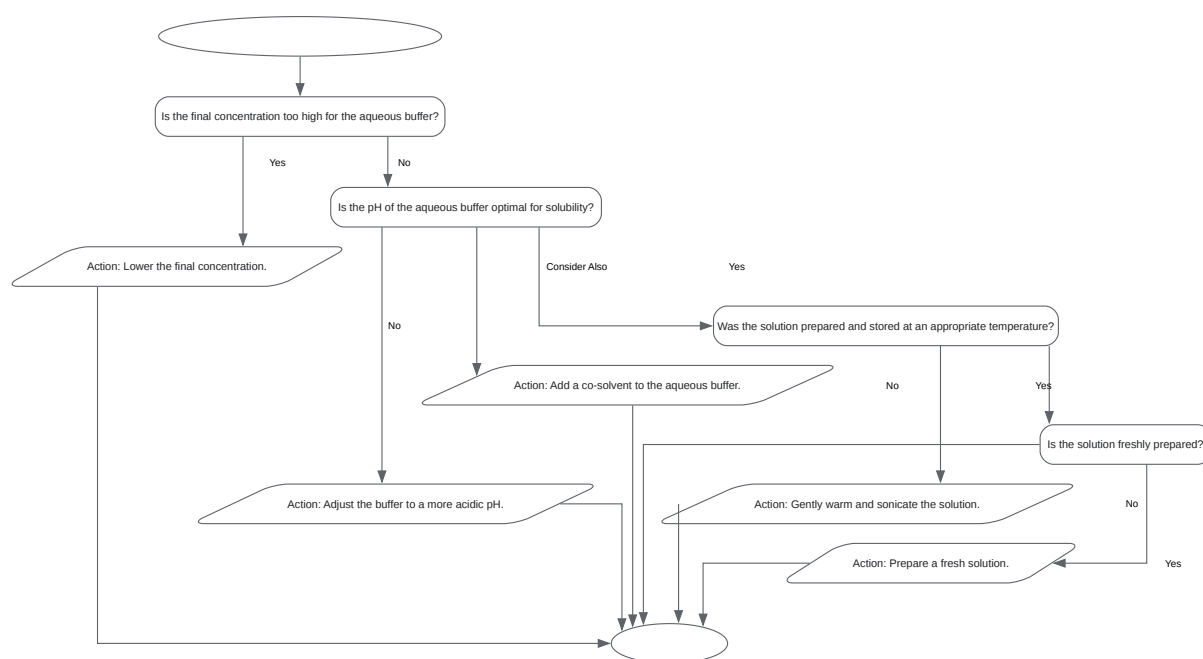 Is the final concentration too high for the aqueous buffer?
Yes
No
Is the pH of the aqueous buffer optimal for solubility?
Action: Lower the final concentration.
Consider Also
Yes
No
Was the solution prepared and stored at an appropriate temperature?
Action: Add a co-solvent to the aqueous buffer.
No
Yes
Is the solution freshly prepared?
Action: Adjust the buffer to a more acidic pH.
Action: Gently warm and sonicate the solution.
No
Action: Prepare a fresh solution.
Yes